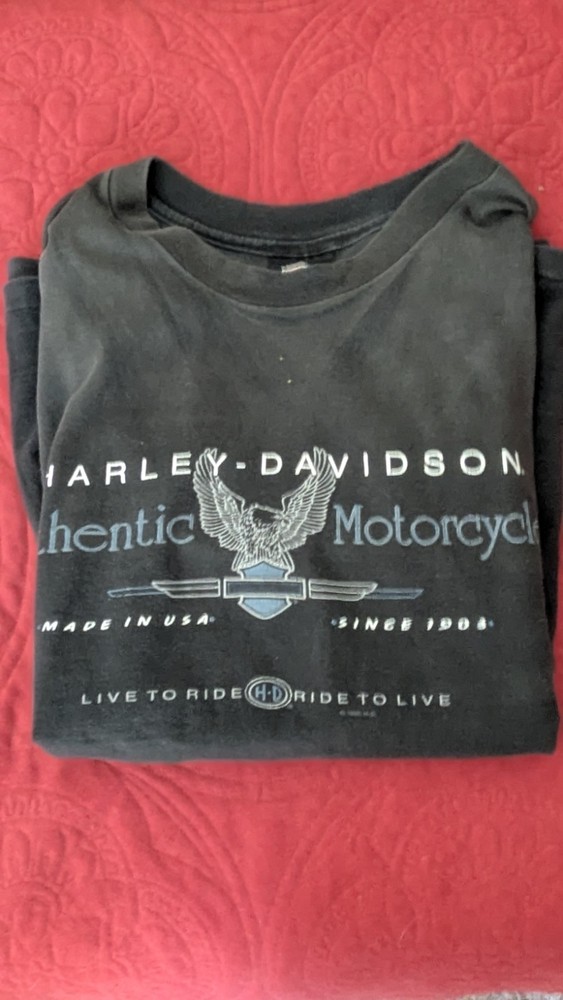 HARLEY-DAVIDSON
thentic Motorcycle
MADE IN USA SINCE 1903
LIVE TO RIDE H-D RIDE TO LIVE